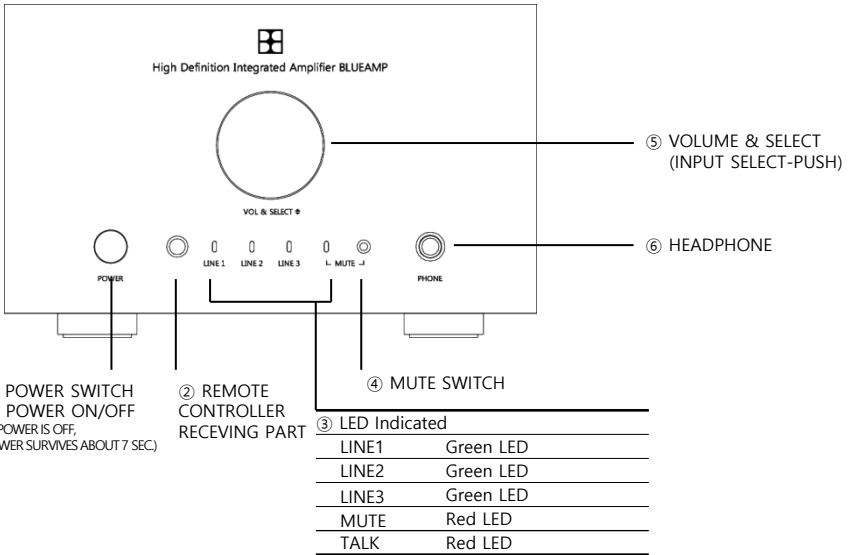 High Definition Integrated Amplifier BLUEAMP
⑤ VOLUME & SELECT
(INPUT SELECT-PUSH)
VOL & SELECT
⑥ HEADPHONE
LINE 1 LINE 2 LINE 3 MUTE
POWER
PHONE
POWER SWITCH
POWER ON/OFF
POWER IS OFF,
WER SURVIVES ABOUT 7 SEC.)
② REMOTE
CONTROLLER
RECEVING PART
④ MUTE SWITCH
③ LED Indicated
LINE1 Green LED
LINE2 Green LED
LINE3 Green LED
MUTE Red LED
TALK Red LED